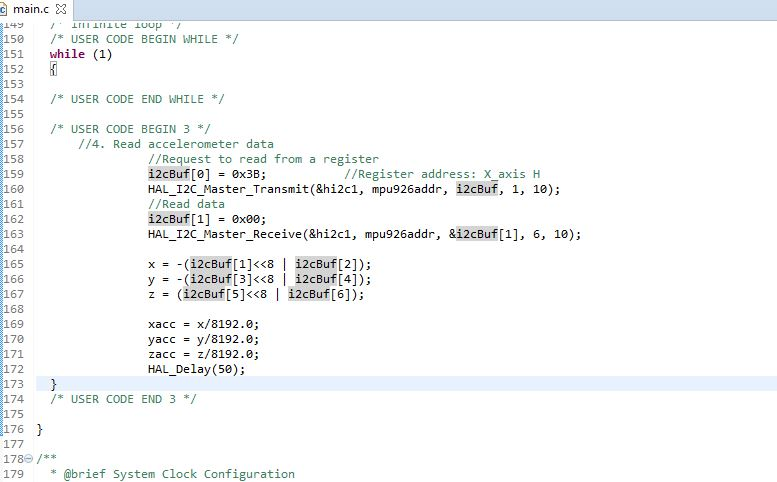 main.c
149 /* Infinite loop */
150 /* USER CODE BEGIN WHILE */
151 while (1)
152 {
153
154 /* USER CODE END WHILE */
155
156 /* USER CODE BEGIN 3 */
157 //4. Read accelerometer data
158 //Request to read from a register
159 i2cBuf[0] = 0x3B; //Register address: X_axis H
160 HAL_I2C_Master_Transmit(&hi2c1, mpu926addr, i2cBuf, 1, 10);
161 //Read data
162 i2cBuf[1] = 0x00;
163 HAL_I2C_Master_Receive(&hi2c1, mpu926addr, &i2cBuf[1], 6, 10);
164
165 x = -(i2cBuf[1]<<8 | i2cBuf[2]);
166 y = -(i2cBuf[3]<<8 | i2cBuf[4]);
167 z = (i2cBuf[5]<<8 | i2cBuf[6]);
168
169 xacc = x/8192.0;
170 yacc = y/8192.0;
171 zacc = z/8192.0;
172 HAL_Delay(50);
173 }
174 /* USER CODE END 3 */
175
176 }
177
178 /**
179 * @brief System Clock Configuration